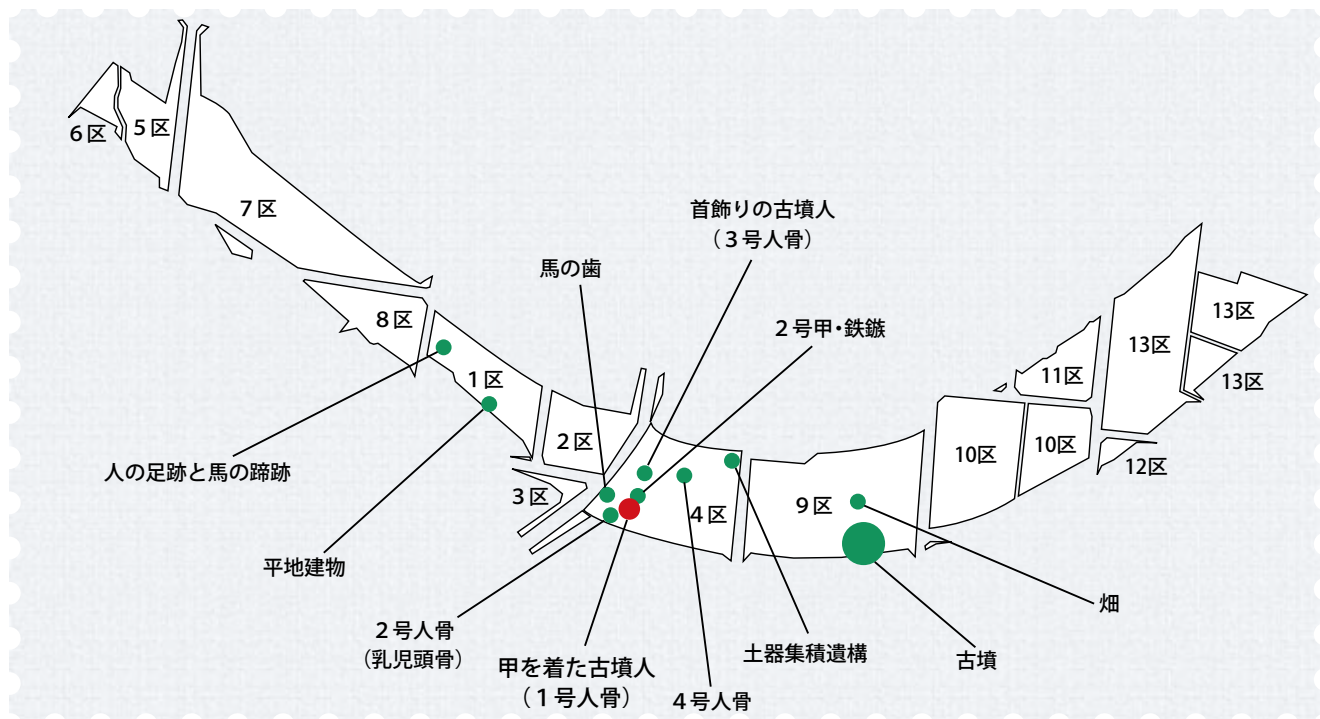 6区
5区
7区
8区
1区
2区
3区
4区
9区
10区
10区
11区
12区
13区
13区
13区
首飾りの古墳人
（３号人骨）
馬の歯
２号甲・鉄鏃
人の足跡と馬の蹄跡
平地建物
２号人骨
（乳児頭骨）
甲を着た古墳人
（１号人骨）
４号人骨
土器集積遺構
古墳
畑